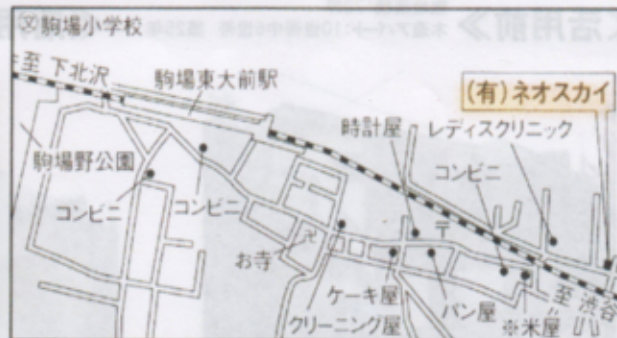 ㊫駒場小学校
至 下北沢
駒場東大前駅
(有)ネオスカイ
時計屋
レディスクリニック
駒場野公園
コンビニ
コンビニ
コンビニ
〒
お寺
卍
ケーキ屋
パン屋
クリーニング屋
※米屋
至 渋谷